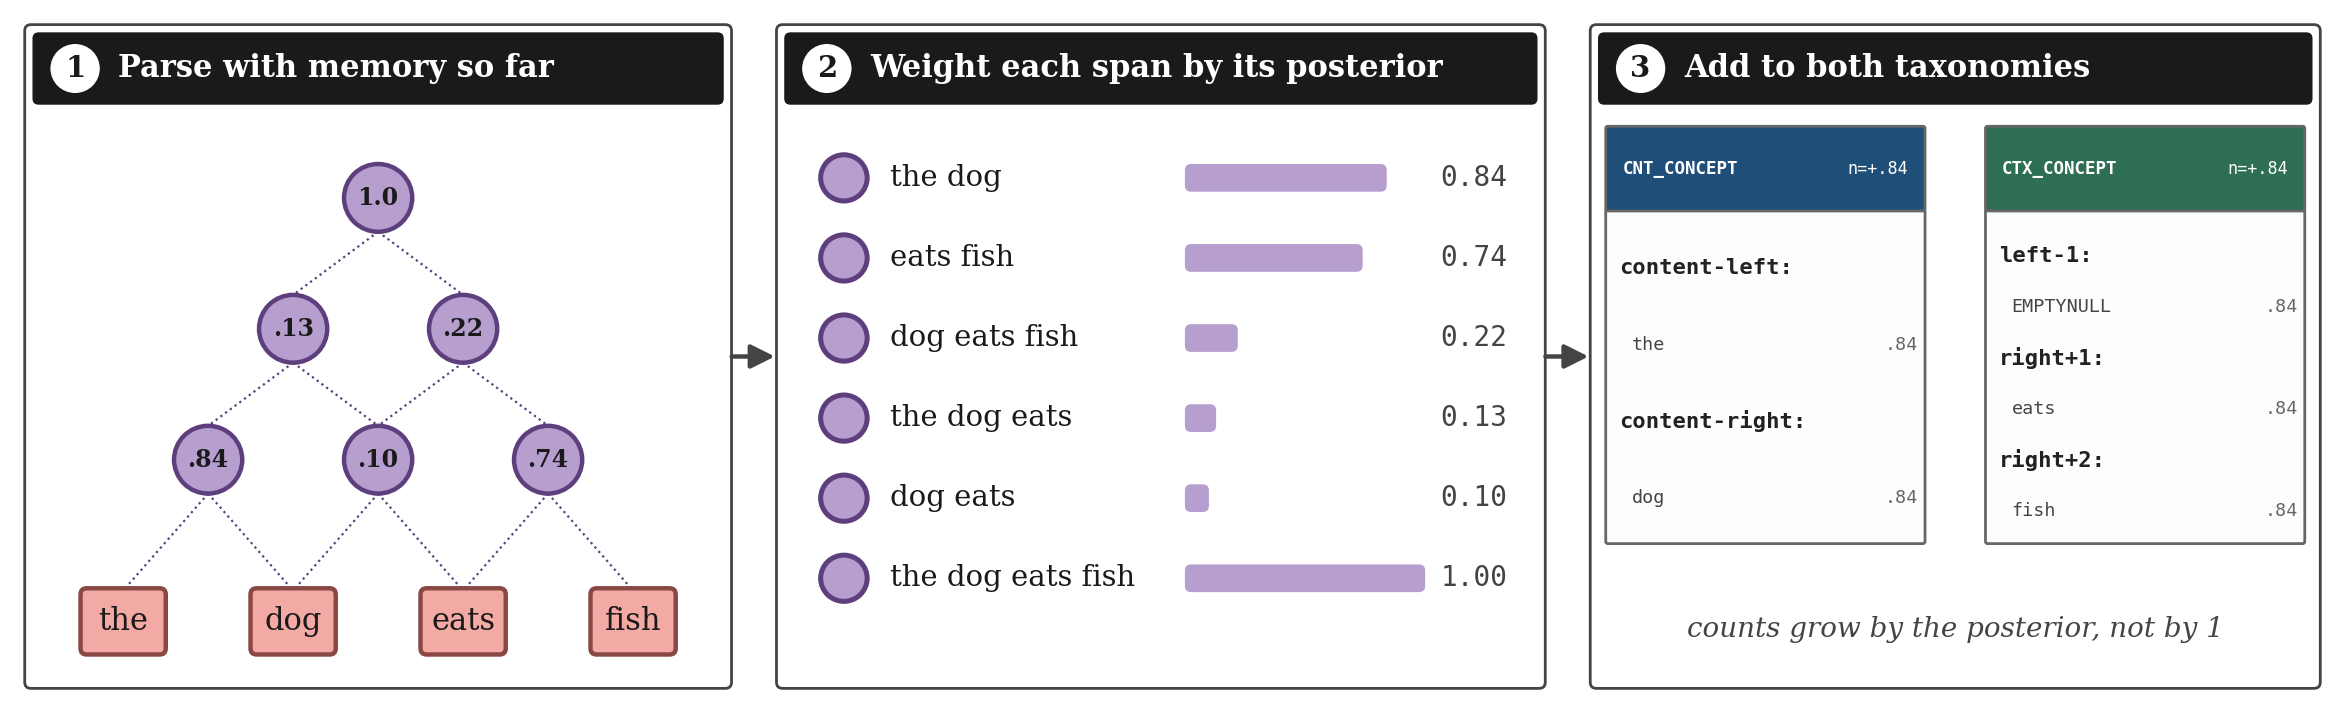 1 Parse with memory so far
1.0
.13 .22
.84 .10 .74
the dog eats fish
2 Weight each span by its posterior
the dog 0.84
eats fish 0.74
dog eats fish 0.22
the dog eats 0.13
dog eats 0.10
the dog eats fish 1.00
3 Add to both taxonomies
CNT_CONCEPT n=+.84
content-left:
the .84
content-right:
dog .84
CTX_CONCEPT n=+.84
left-1:
EMPTYNULL .84
right+1:
eats .84
right+2:
fish .84
counts grow by the posterior, not by 1